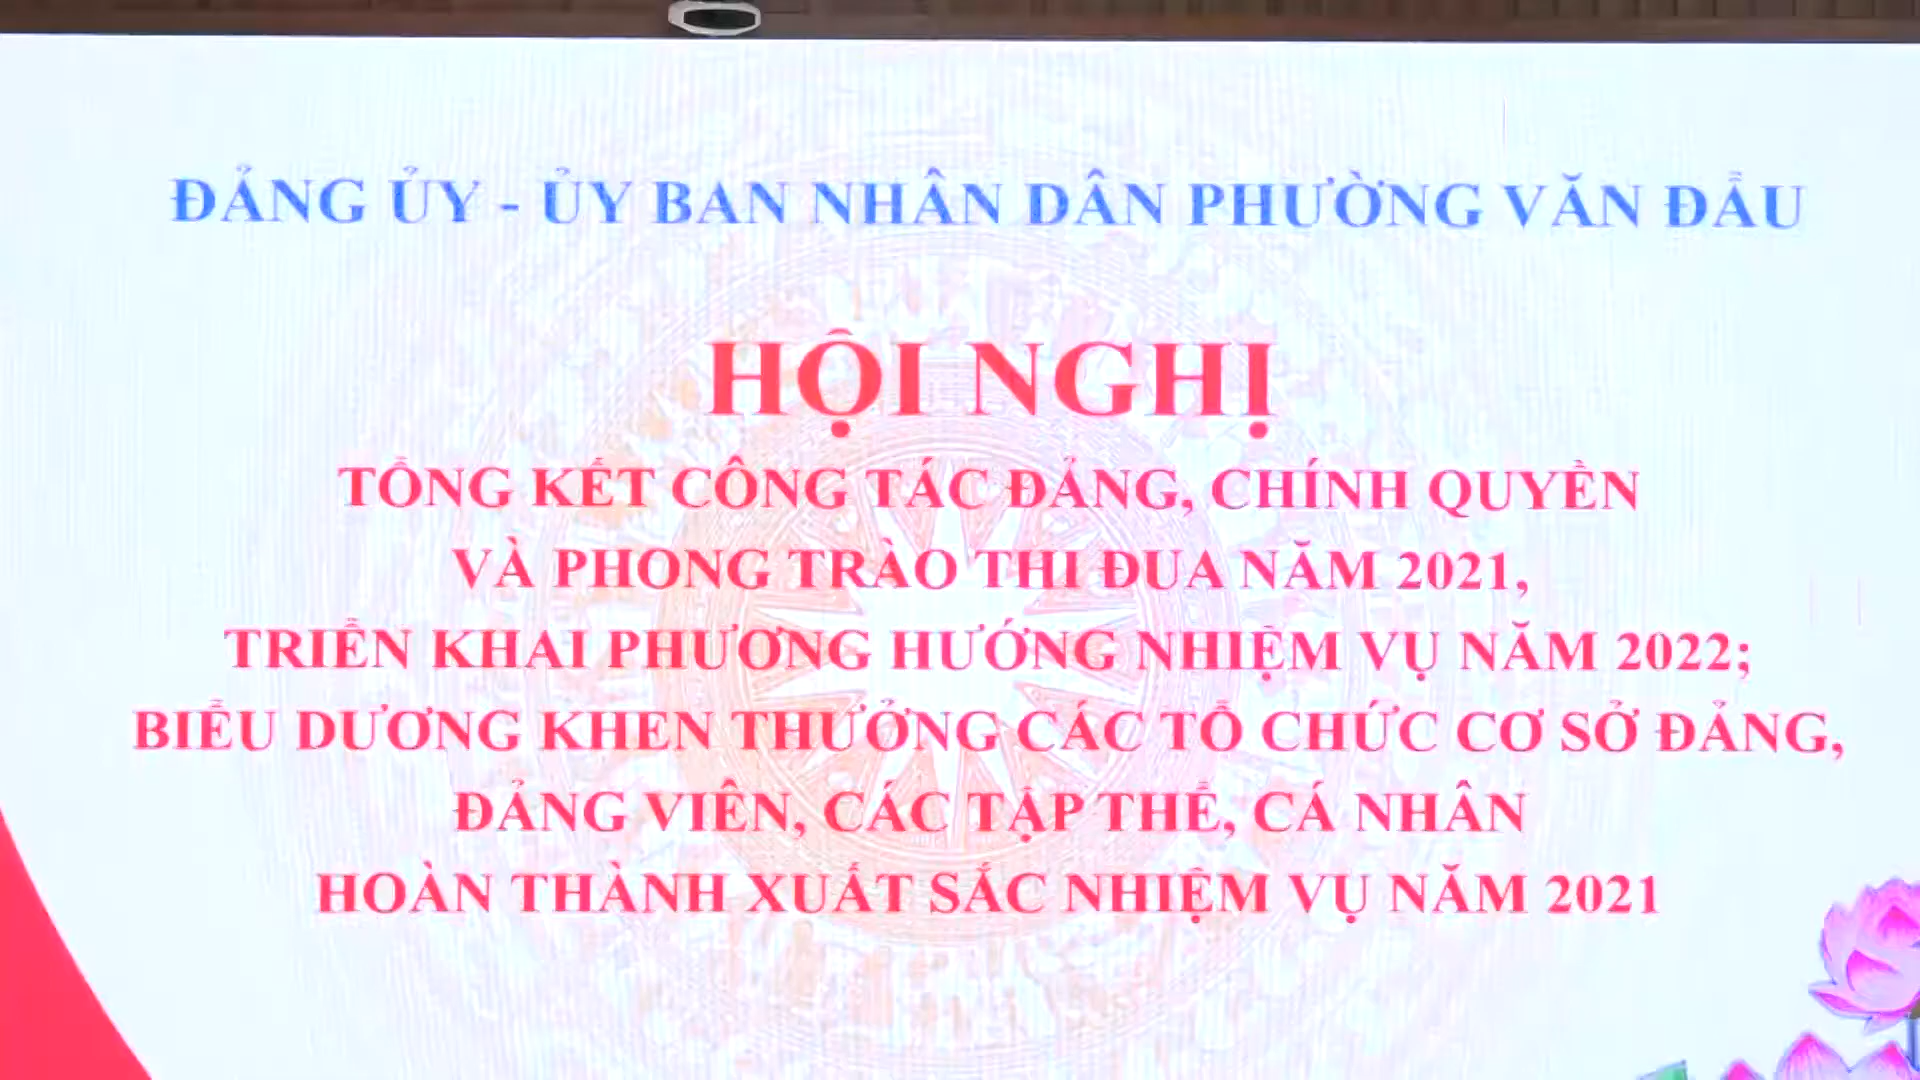 ĐẢNG ỦY - ỦY BAN NHÂN DÂN PHƯỜNG VĂN ĐẨU
HỘI NGHỊ
TỔNG KẾT CÔNG TÁC ĐẢNG, CHÍNH QUYỀN
VÀ PHONG TRÀO THI ĐUA NĂM 2021,
TRIỂN KHAI PHƯƠNG HƯỚNG NHIỆM VỤ NĂM 2022;
BIỂU DƯƠNG KHEN THƯỞNG CÁC TỔ CHỨC CƠ SỞ ĐẢNG,
ĐẢNG VIÊN, CÁC TẬP THỂ, CÁ NHÂN
HOÀN THÀNH XUẤT SẮC NHIỆM VỤ NĂM 2021